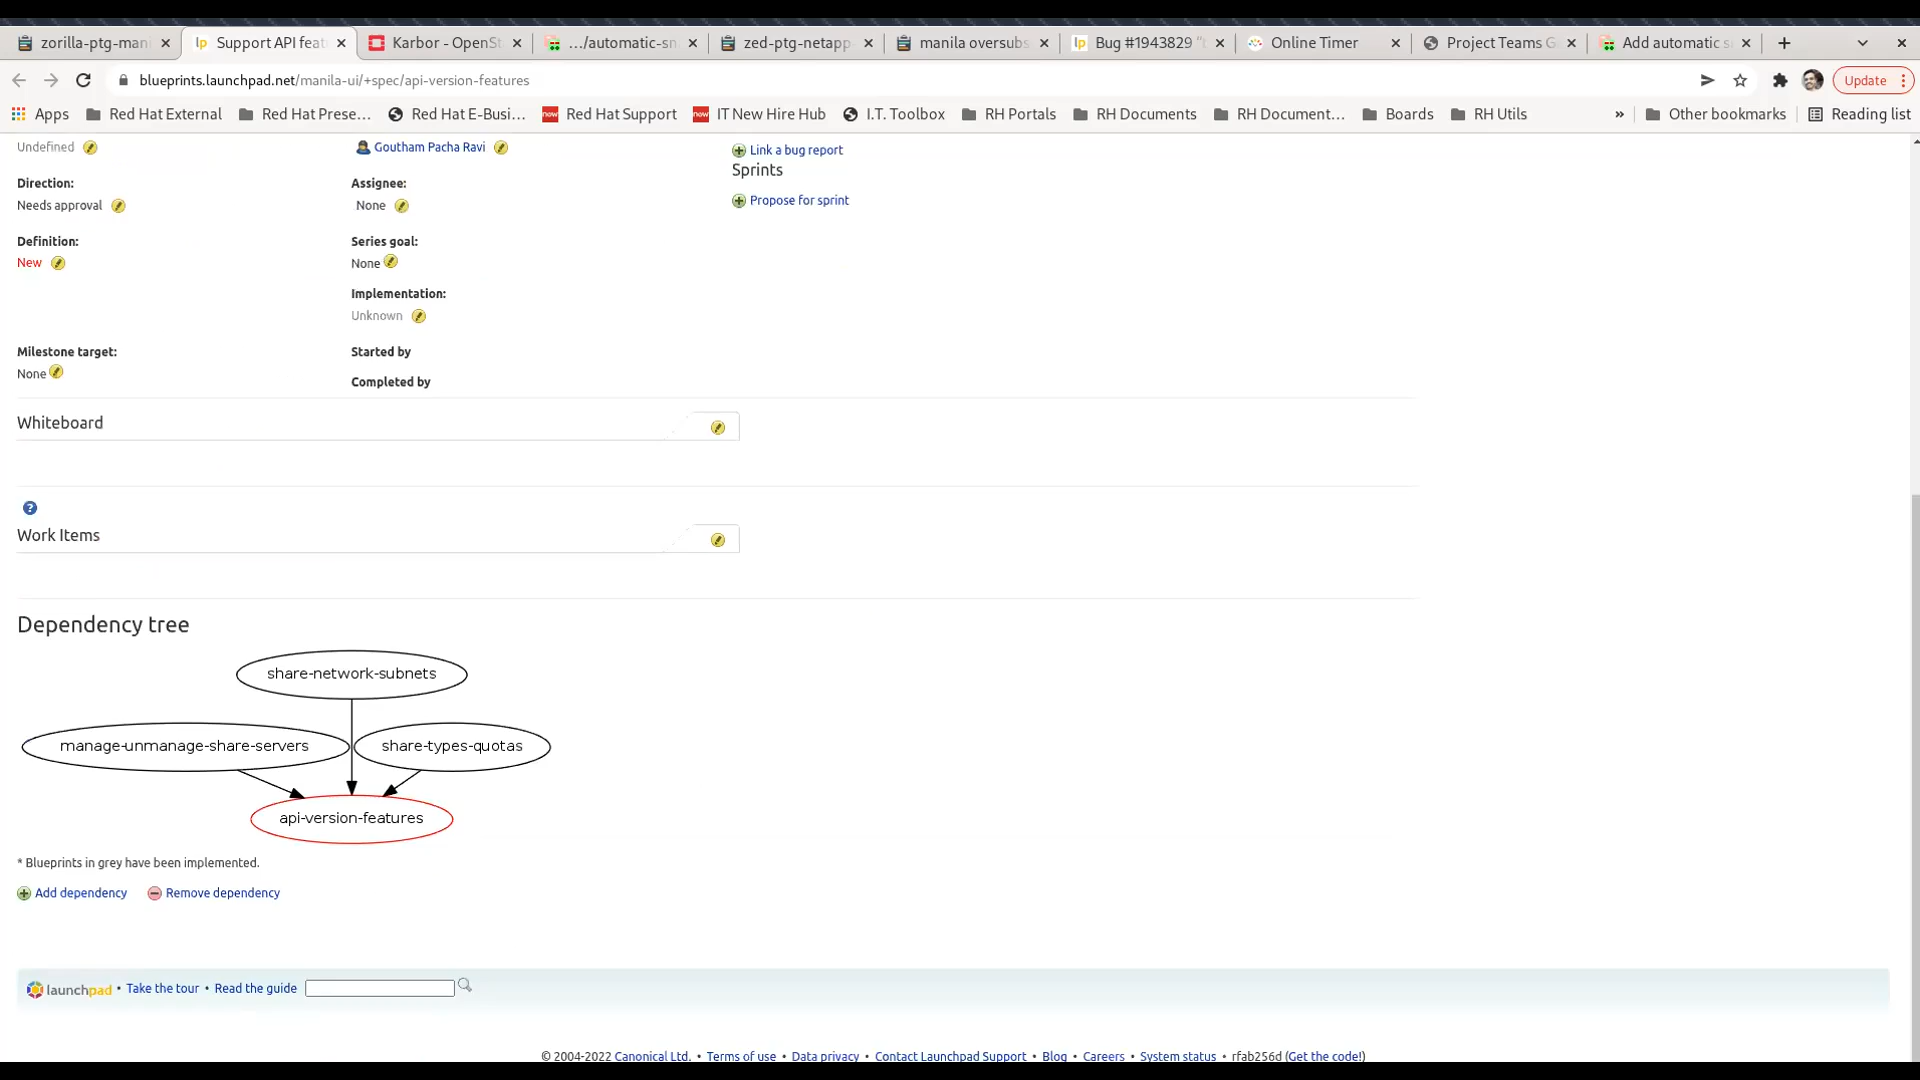 zorilla-ptg-mani
Support API feat
Karbor - OpenSt
.../automatic-sn
zed-ptg-netapp
manila oversubs
Bug #1943829 "t
Online Timer
Project Teams G
Add automatic s
blueprints.launchpad.net/manila-ui/+spec/api-version-features
Update
Apps
Red Hat External
Red Hat Prese...
Red Hat E-Busi...
Red Hat Support
IT New Hire Hub
I.T. Toolbox
RH Portals
RH Documents
RH Document...
Boards
RH Utils
»
Other bookmarks
Reading list
Undefined
Goutham Pacha Ravi
Link a bug report
Sprints
Direction:
Assignee:
Needs approval
None
Propose for sprint
Definition:
Series goal:
New
None
Implementation:
Unknown
Milestone target:
Started by
None
Completed by
Whiteboard
Work Items
Dependency tree
share-network-subnets
manage-unmanage-share-servers
share-types-quotas
api-version-features
* Blueprints in grey have been implemented.
Add dependency
Remove dependency
launchpad • Take the tour • Read the guide
© 2004-2022 Canonical Ltd. • Terms of use • Data privacy • Contact Launchpad Support • Blog • Careers • System status • rfab256d (Get the code!)